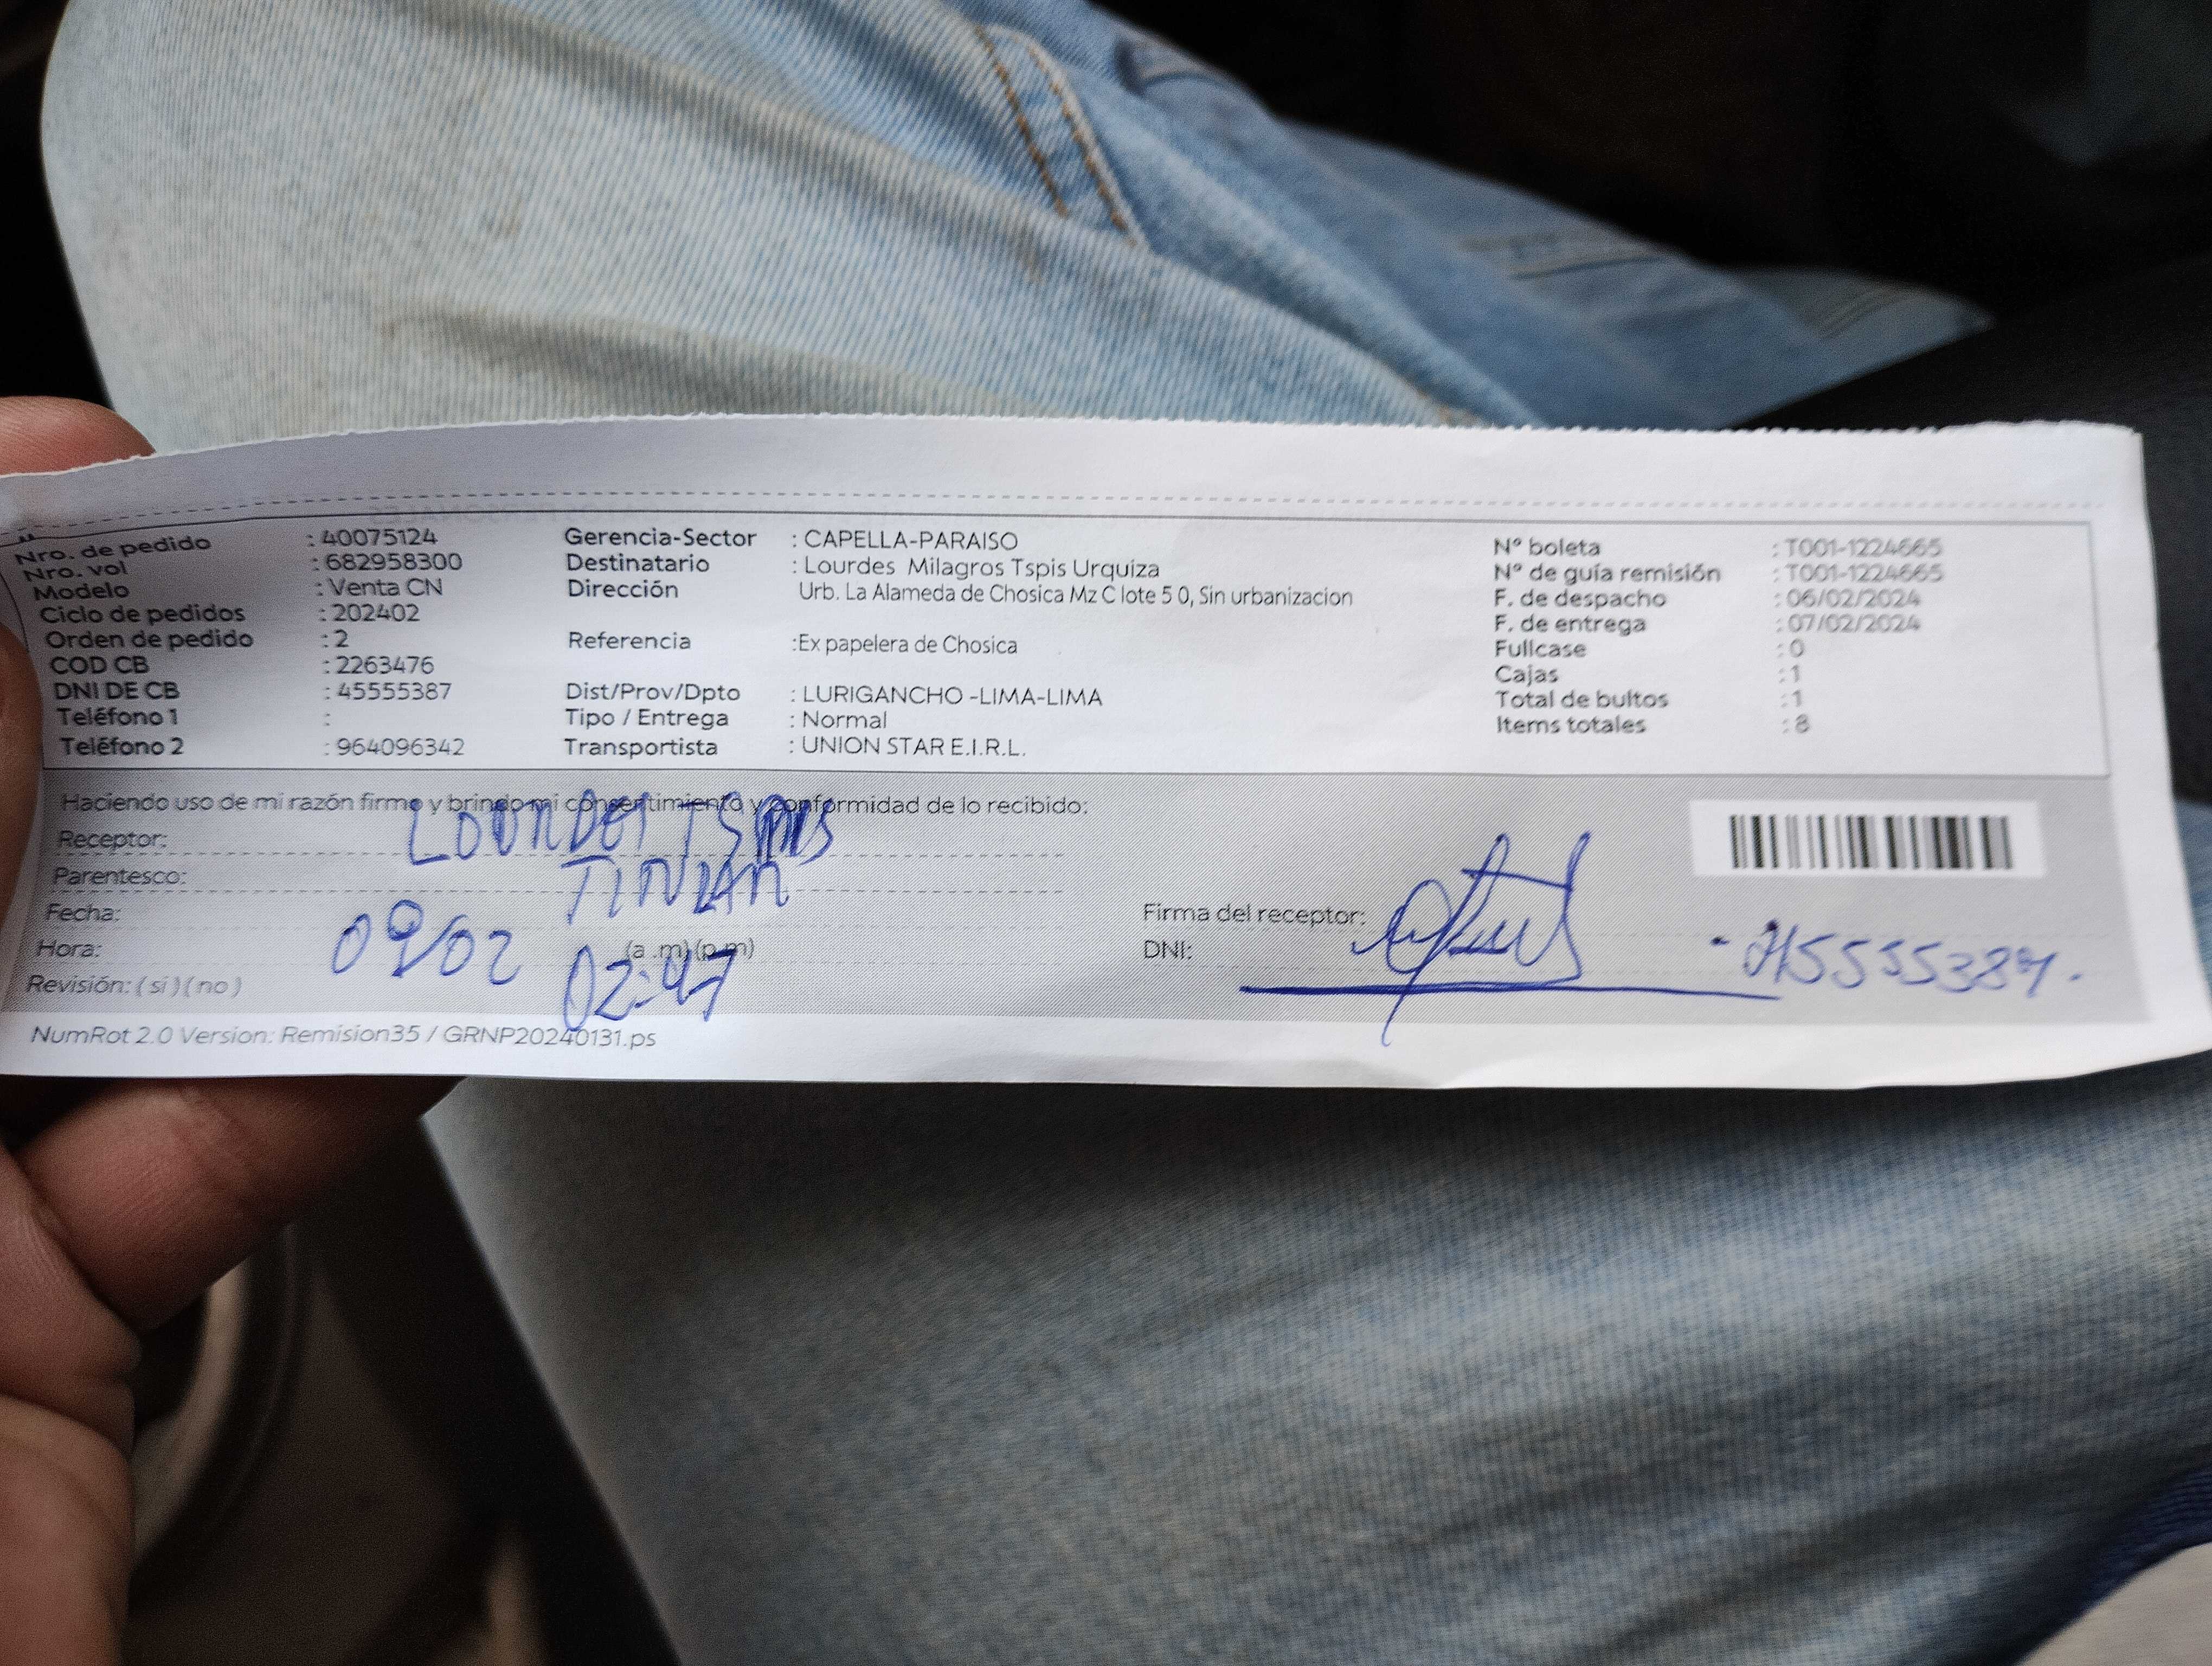 Nro. de pedido : 40075124
Nro. vol : 682958300
Modelo : Venta CN
Ciclo de pedidos : 202402
Orden de pedido : 2
COD CB : 2263476
DNI DE CB : 45555387
Teléfono 1 :
Teléfono 2 : 964096342
Gerencia-Sector : CAPELLA-PARAISO
Destinatario : Lourdes Milagros Tspis Urquiza
Dirección Urb. La Alameda de Chosica Mz C lote 5 0, Sin urbanizacion
Referencia :Ex papelera de Chosica
Dist/Prov/Dpto : LURIGANCHO -LIMA-LIMA
Tipo / Entrega : Normal
Transportista : UNION STAR E.I.R.L.
N° boleta : T001-1224665
N° de guía remisión : T001-1224665
F. de despacho : 06/02/2024
F. de entrega : 07/02/2024
Fullcase : 0
Cajas : 1
Total de bultos : 1
Items totales : 8
Haciendo uso de mi razón firmo y brindo mi consentimiento y conformidad de lo recibido:
Receptor: LOURDES TSPIS
Parentesco: TITULAR
Fecha: 09/02
Hora: (a .m) (p.m) 02:47
Revisión: ( si ) ( no )
Firma del receptor:
DNI: 45555387.
NumRot 2.0 Version: Remision35 / GRNP20240131.ps